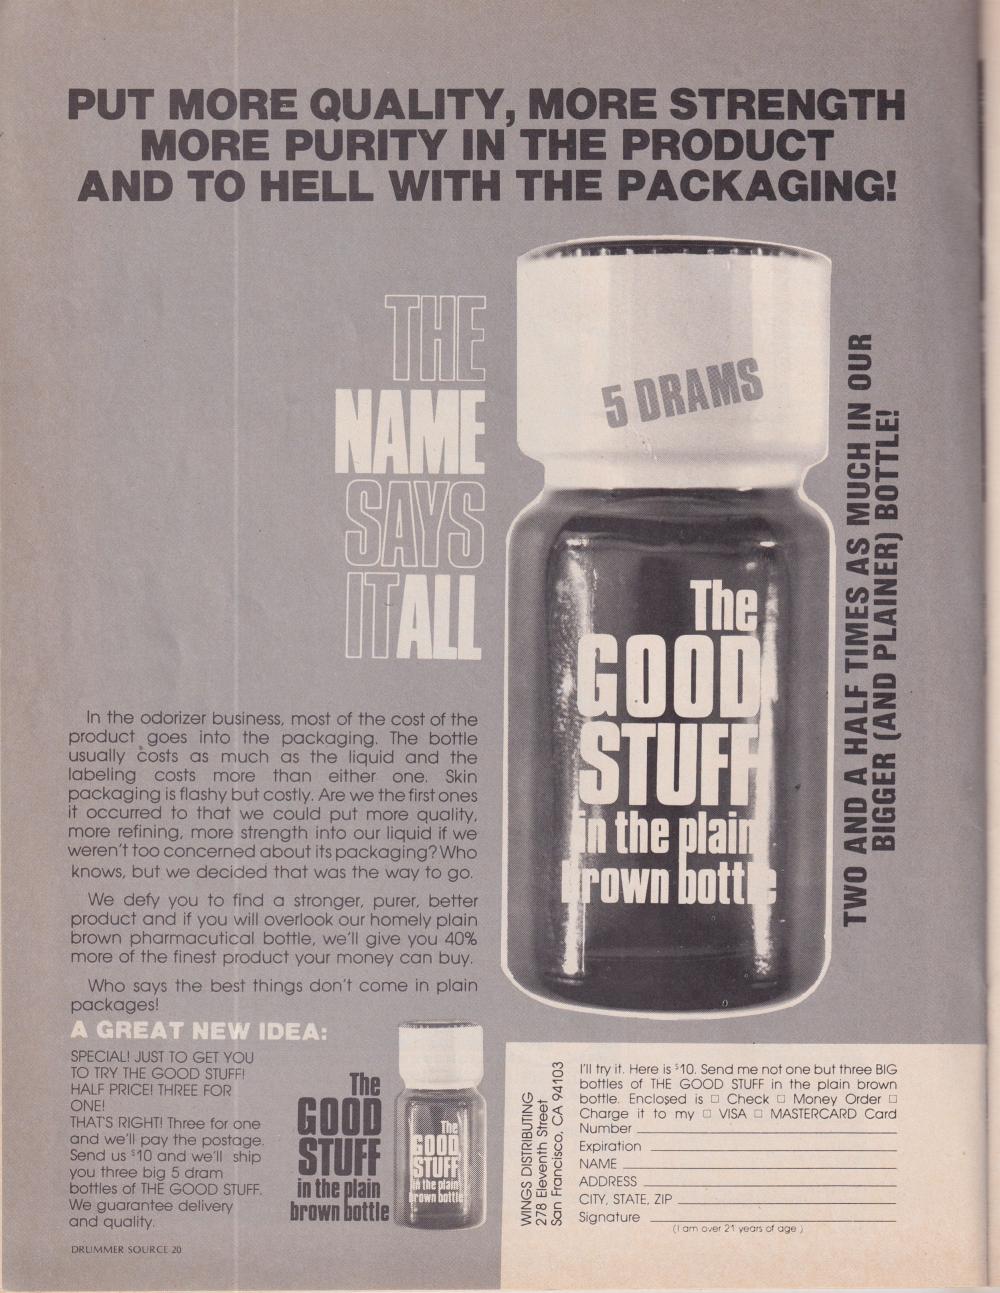 PUT MORE QUALITY, MORE STRENGTH
MORE PURITY IN THE PRODUCT
AND TO HELL WITH THE PACKAGING!
THE
NAME
SAYS
IT ALL
5 DRAMS
The
GOOD
STUFF
in the plain
brown bottle
TWO AND A HALF TIMES AS MUCH IN OUR
BIGGER (AND PLAINER) BOTTLE!
In the odorizer business, most of the cost of the
product goes into the packaging. The bottle
usually costs as much as the liquid and the
labeling costs more than either one. Skin
packaging is flashy but costly. Are we the first ones
it occurred to that we could put more quality,
more refining, more strength into our liquid if we
weren't too concerned about its packaging? Who
knows, but we decided that was the way to go.
We defy you to find a stronger, purer, better
product and if you will overlook our homely plain
brown pharmacutical bottle, we'll give you 40%
more of the finest product your money can buy.
Who says the best things don't come in plain
packages!
A GREAT NEW IDEA:
SPECIAL! JUST TO GET YOU
TO TRY THE GOOD STUFF!
HALF PRICE! THREE FOR
ONE!
THAT'S RIGHT! Three for one
and we'll pay the postage.
Send us $10 and we'll ship
you three big 5 dram
bottles of THE GOOD STUFF.
We guarantee delivery
and quality.
The
GOOD
STUFF
in the plain
brown bottle
The
GOOD
STUFF
in the plain
brown bottle
WINGS DISTRIBUTING
278 Eleventh Street
San Francisco, CA 94103
I'll try it. Here is $10. Send me not one but three BIG
bottles of THE GOOD STUFF in the plain brown
bottle. Enclosed is □ Check □ Money Order □
Charge it to my □ VISA □ MASTERCARD Card
Number
Expiration
NAME
ADDRESS
CITY, STATE, ZIP
Signature
(I am over 21 years of age)
DRUMMER SOURCE 20